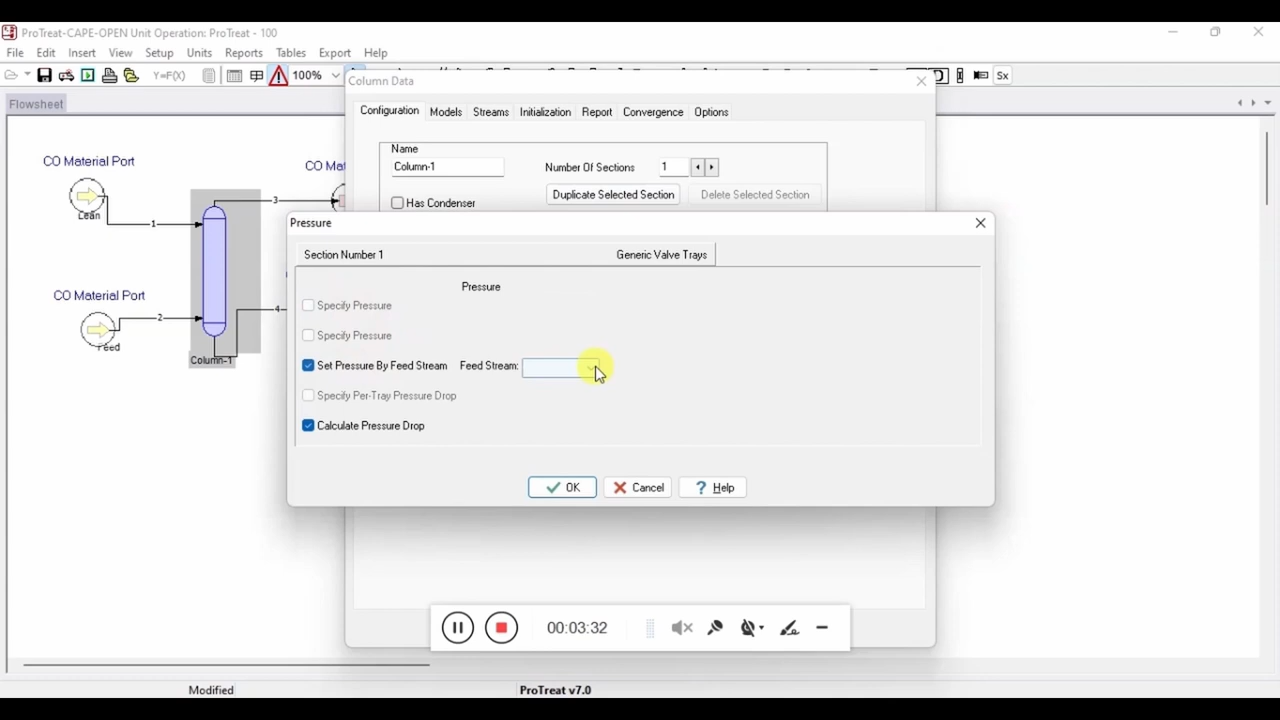 ProTreat-CAPE-OPEN Unit Operation: ProTreat - 100
File Edit Insert View Setup Units Reports Tables Export Help
Y=F(X) 100% Sx
Column Data
Flowsheet
Configuration Models Streams Initialization Report Convergence Options
Name
Column-1 Number Of Sections 1
Duplicate Selected Section Delete Selected Section
Has Condenser
CO Material Port
CO Mat
Lean
1
3
CO Material Port
2
4
Feed
Column-1
Pressure
Section Number 1 Generic Valve Trays
Pressure
Specify Pressure
Specify Pressure
Set Pressure By Feed Stream Feed Stream:
Specify Per-Tray Pressure Drop
Calculate Pressure Drop
OK Cancel ? Help
00:03:32
Modified ProTreat v7.0